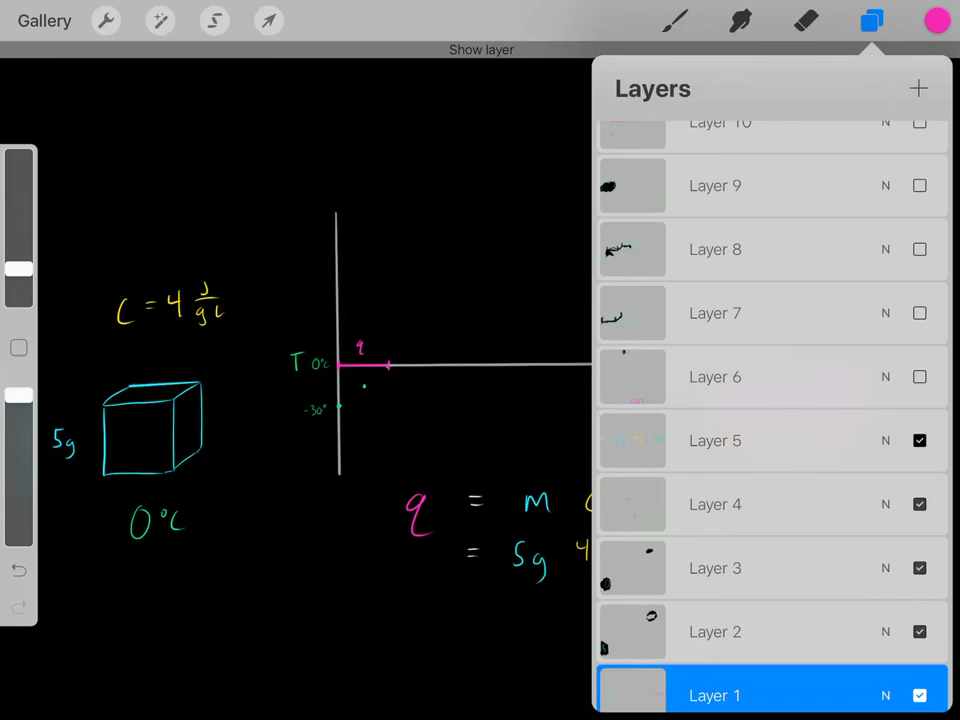 Gallery
Show layer
Layers
Layer 10 N
Layer 9 N
Layer 8 N
Layer 7 N
Layer 6 N
Layer 5 N
Layer 4 N
Layer 3 N
Layer 2 N
Layer 1 N
C = 4 J/g°C
q
T 0°C
-30°
5g
0°C
q = m
= 5g 4